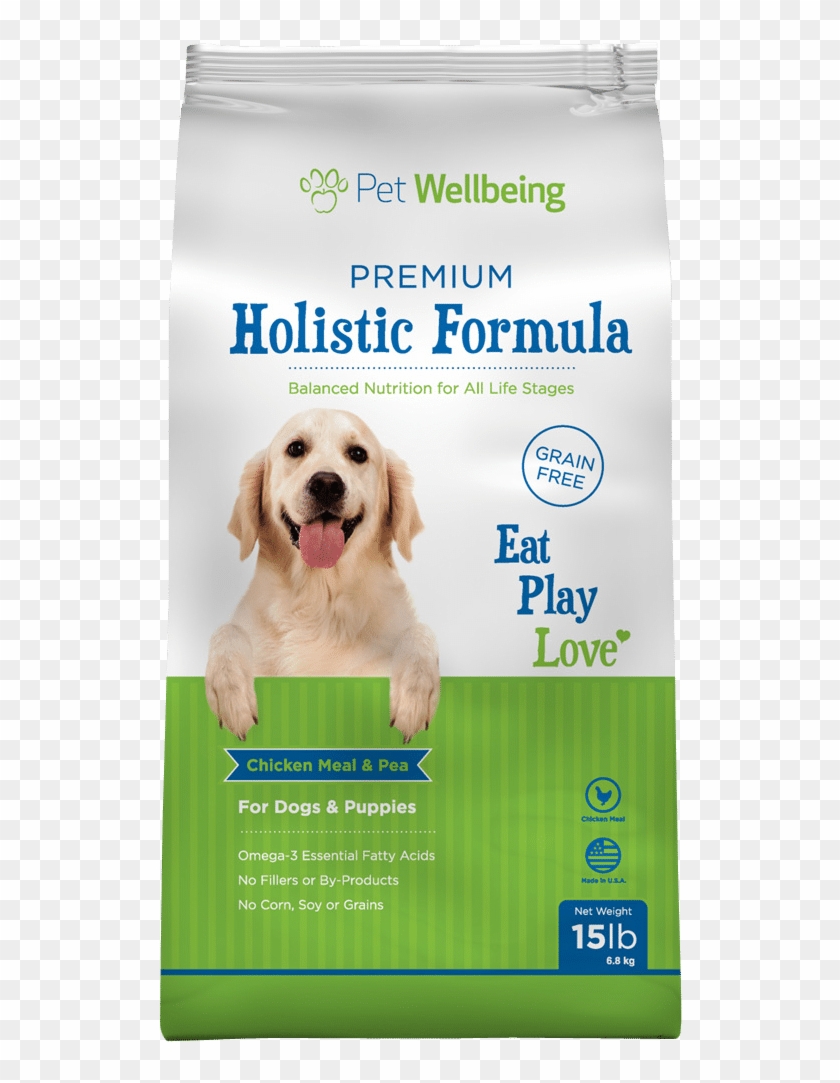 Pet Wellbeing
PREMIUM
Holistic Formula
Balanced Nutrition for All Life Stages
GRAIN
FREE
Eat
Play
Love
Chicken Meal & Pea
For Dogs & Puppies
Omega-3 Essential Fatty Acids
No Fillers or By-Products
No Corn, Soy or Grains
Chicken Meal
Made in U.S.A.
Net Weight
15lb
6.8 kg